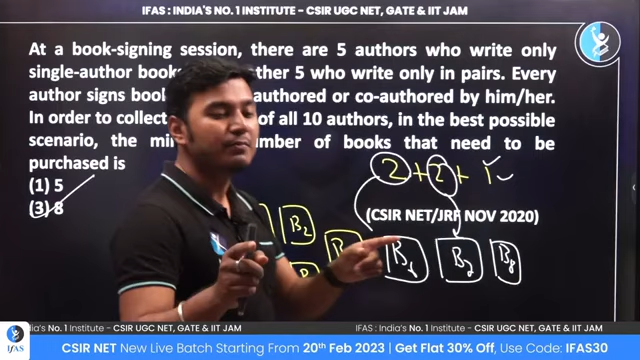 IFAS: INDIA'S NO. 1 INSTITUTE - CSIR UGC NET, GATE & IIT JAM
At a book-signing session, there are 5 authors who write only
single-author book ther 5 who write only in pairs. Every
author signs boo authored or co-authored by him/her.
In order to collect of all 10 authors, in the best possible
scenario, the mi umber of books that need to be
purchased is
2 + 2 + 1
(1) 5
(3) 8
(CSIR NET/JRF NOV 2020)
B2
B7 B8
dia's No. 1 Institute - CSIR UGC NET, GATE & IIT JAM IFAS : India's No. 1 Institute - CSIR UGC NET, GATE & IIT JAM
IFAS CSIR NET New Live Batch Starting From 20th Feb 2023 | Get Flat 30% Off, Use Code: IFAS30